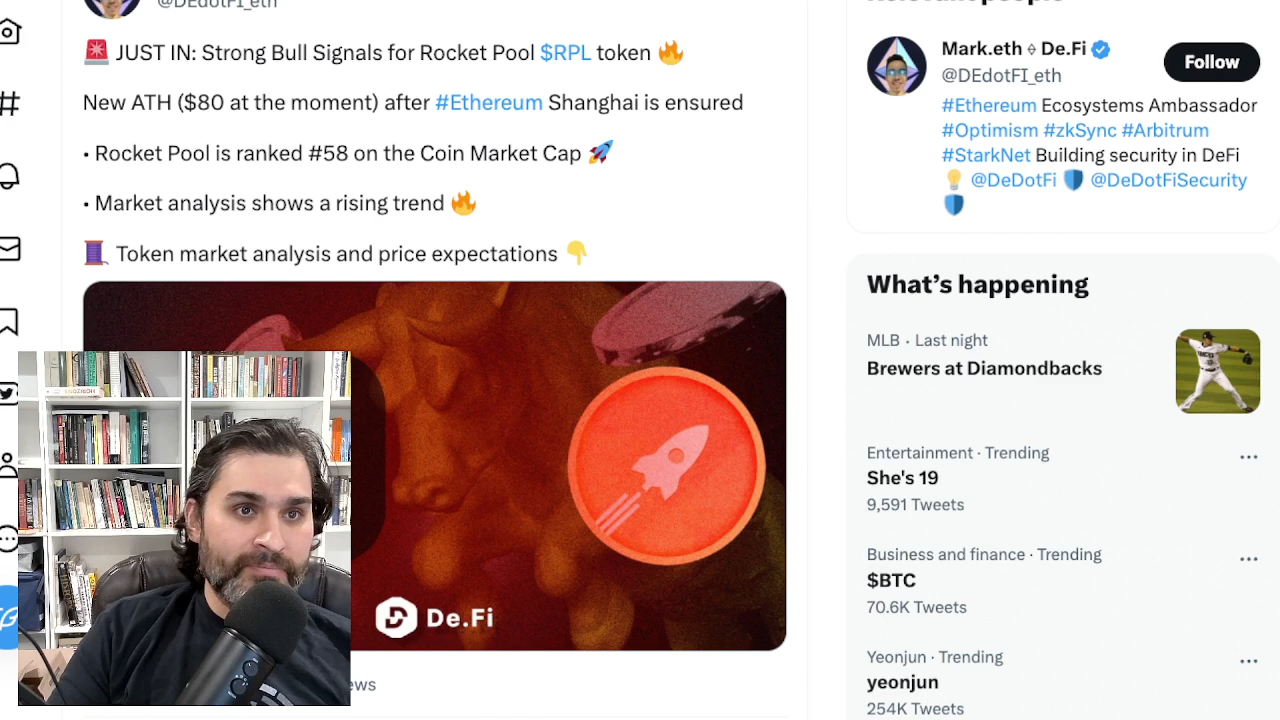 @DEdotFI_eth
🚨 JUST IN: Strong Bull Signals for Rocket Pool $RPL token 🔥
New ATH ($80 at the moment) after #Ethereum Shanghai is ensured
• Rocket Pool is ranked #58 on the Coin Market Cap 🚀
• Market analysis shows a rising trend 🔥
🧵 Token market analysis and price expectations 👇
De.Fi
ews
Relevant people
Mark.eth ⬨ De.Fi
@DEdotFI_eth
Follow
#Ethereum Ecosystems Ambassador
#Optimism #zkSync #Arbitrum
#StarkNet Building security in DeFi
💡 @DeDotFi 🛡️ @DeDotFiSecurity
🛡️
What’s happening
MLB · Last night
Brewers at Diamondbacks
Entertainment · Trending
She's 19
9,591 Tweets
Business and finance · Trending
$BTC
70.6K Tweets
Yeonjun · Trending
yeonjun
254K Tweets